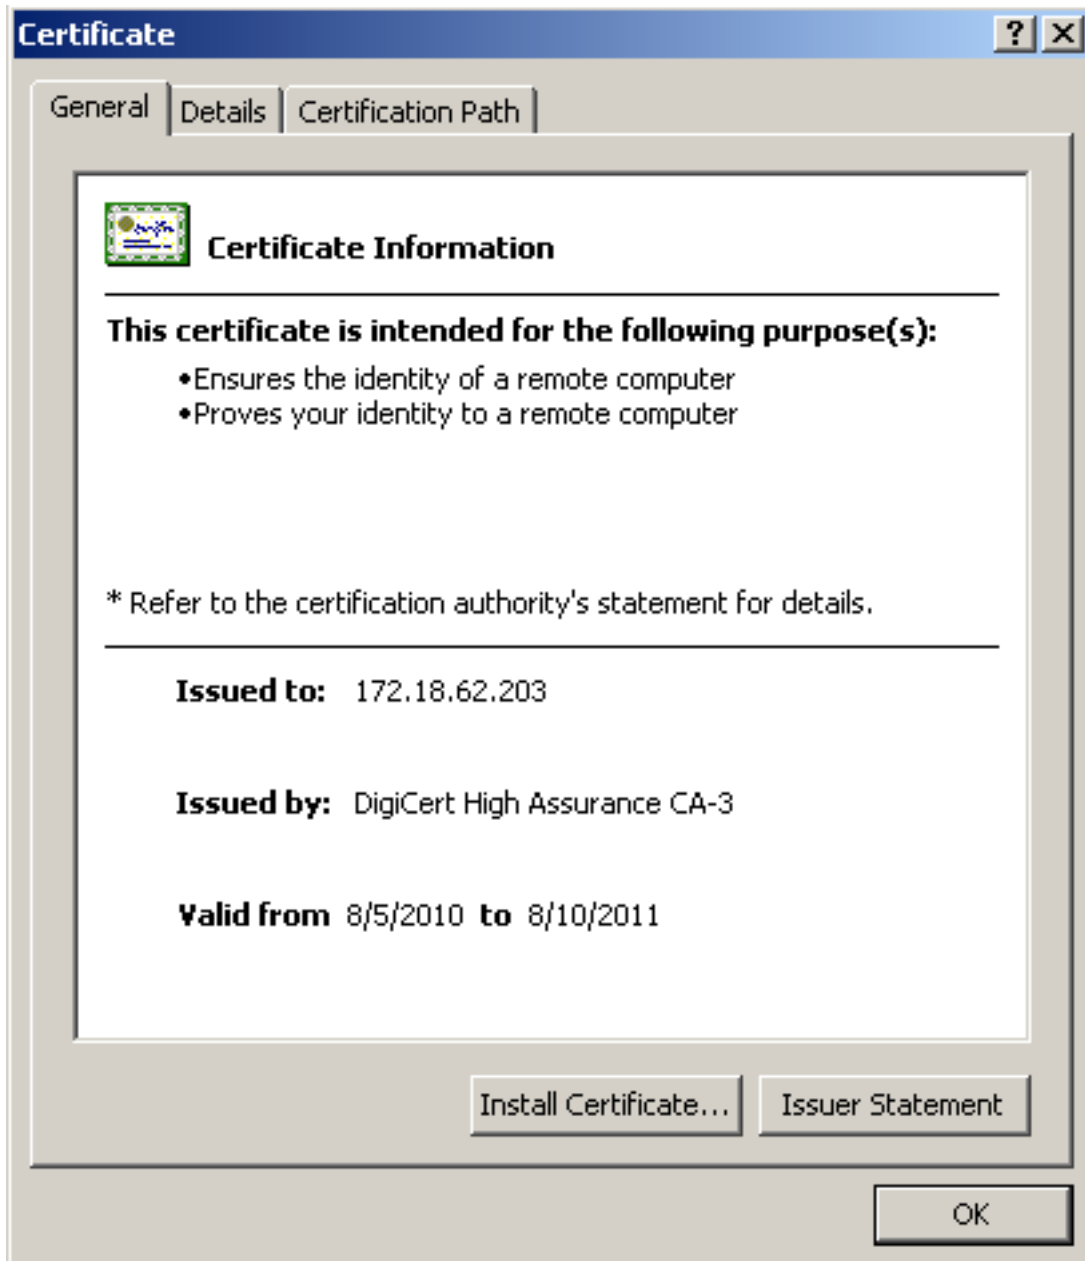 Certificate
General
Details
Certification Path
Certificate Information
This certificate is intended for the following purpose(s):
•Ensures the identity of a remote computer
•Proves your identity to a remote computer
* Refer to the certification authority's statement for details.
Issued to: 172.18.62.203
Issued by: DigiCert High Assurance CA-3
Valid from 8/5/2010 to 8/10/2011
Install Certificate...
Issuer Statement
OK